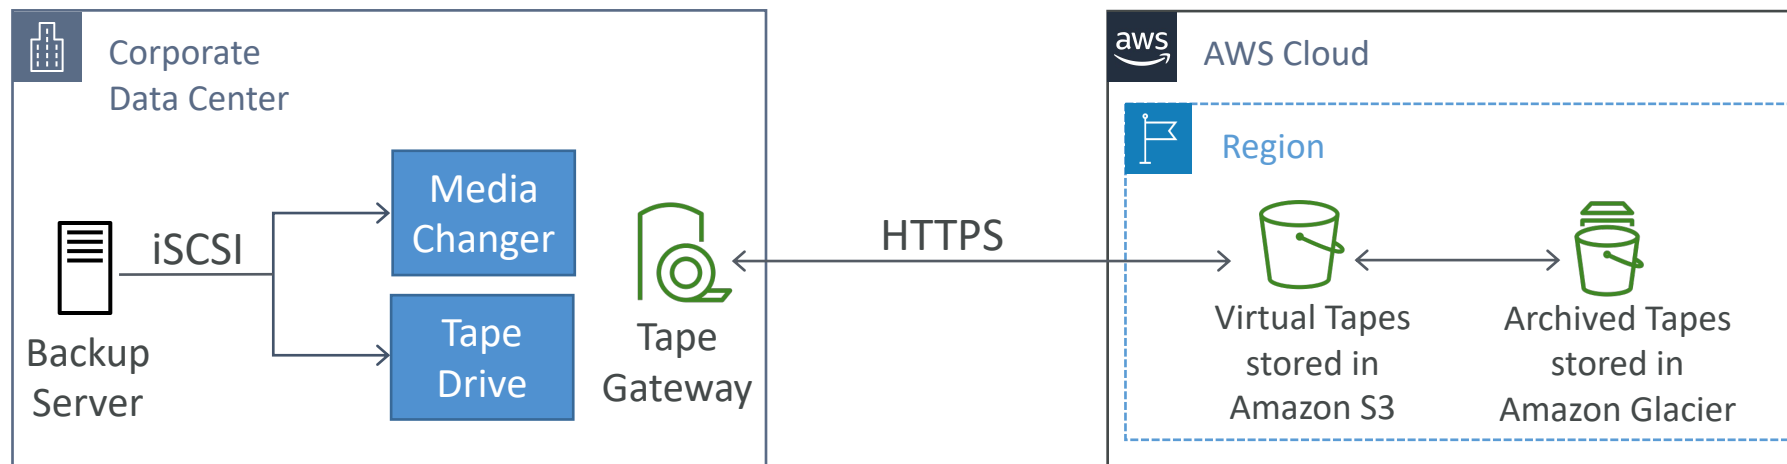 Corporate
Data Center
iSCSI
Backup
Server
Media
Changer
Tape
Drive
Tape
Gateway
HTTPS
aws
AWS Cloud
Region
Virtual Tapes
stored in
Amazon S3
Archived Tapes
stored in
Amazon Glacier